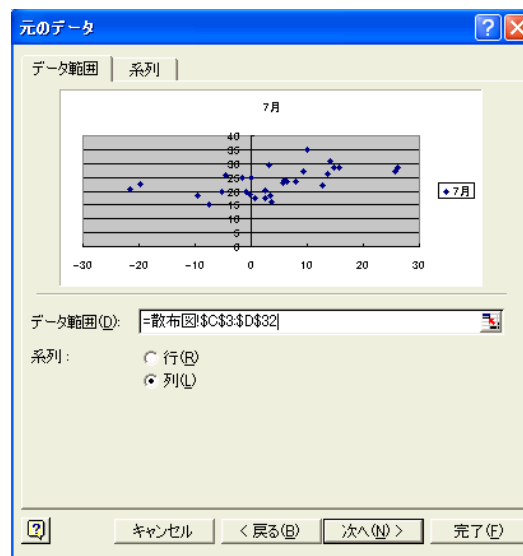 元のデータ
データ範囲 系列
7月
40
35
30
25
20
15
10
5
0
-30 -20 -10 0 10 20 30
7月
データ範囲(D): =散布図!$C$3:$D$32
系列:
行(R)
列(L)
キャンセル < 戻る(B) 次へ(N) > 完了(F)